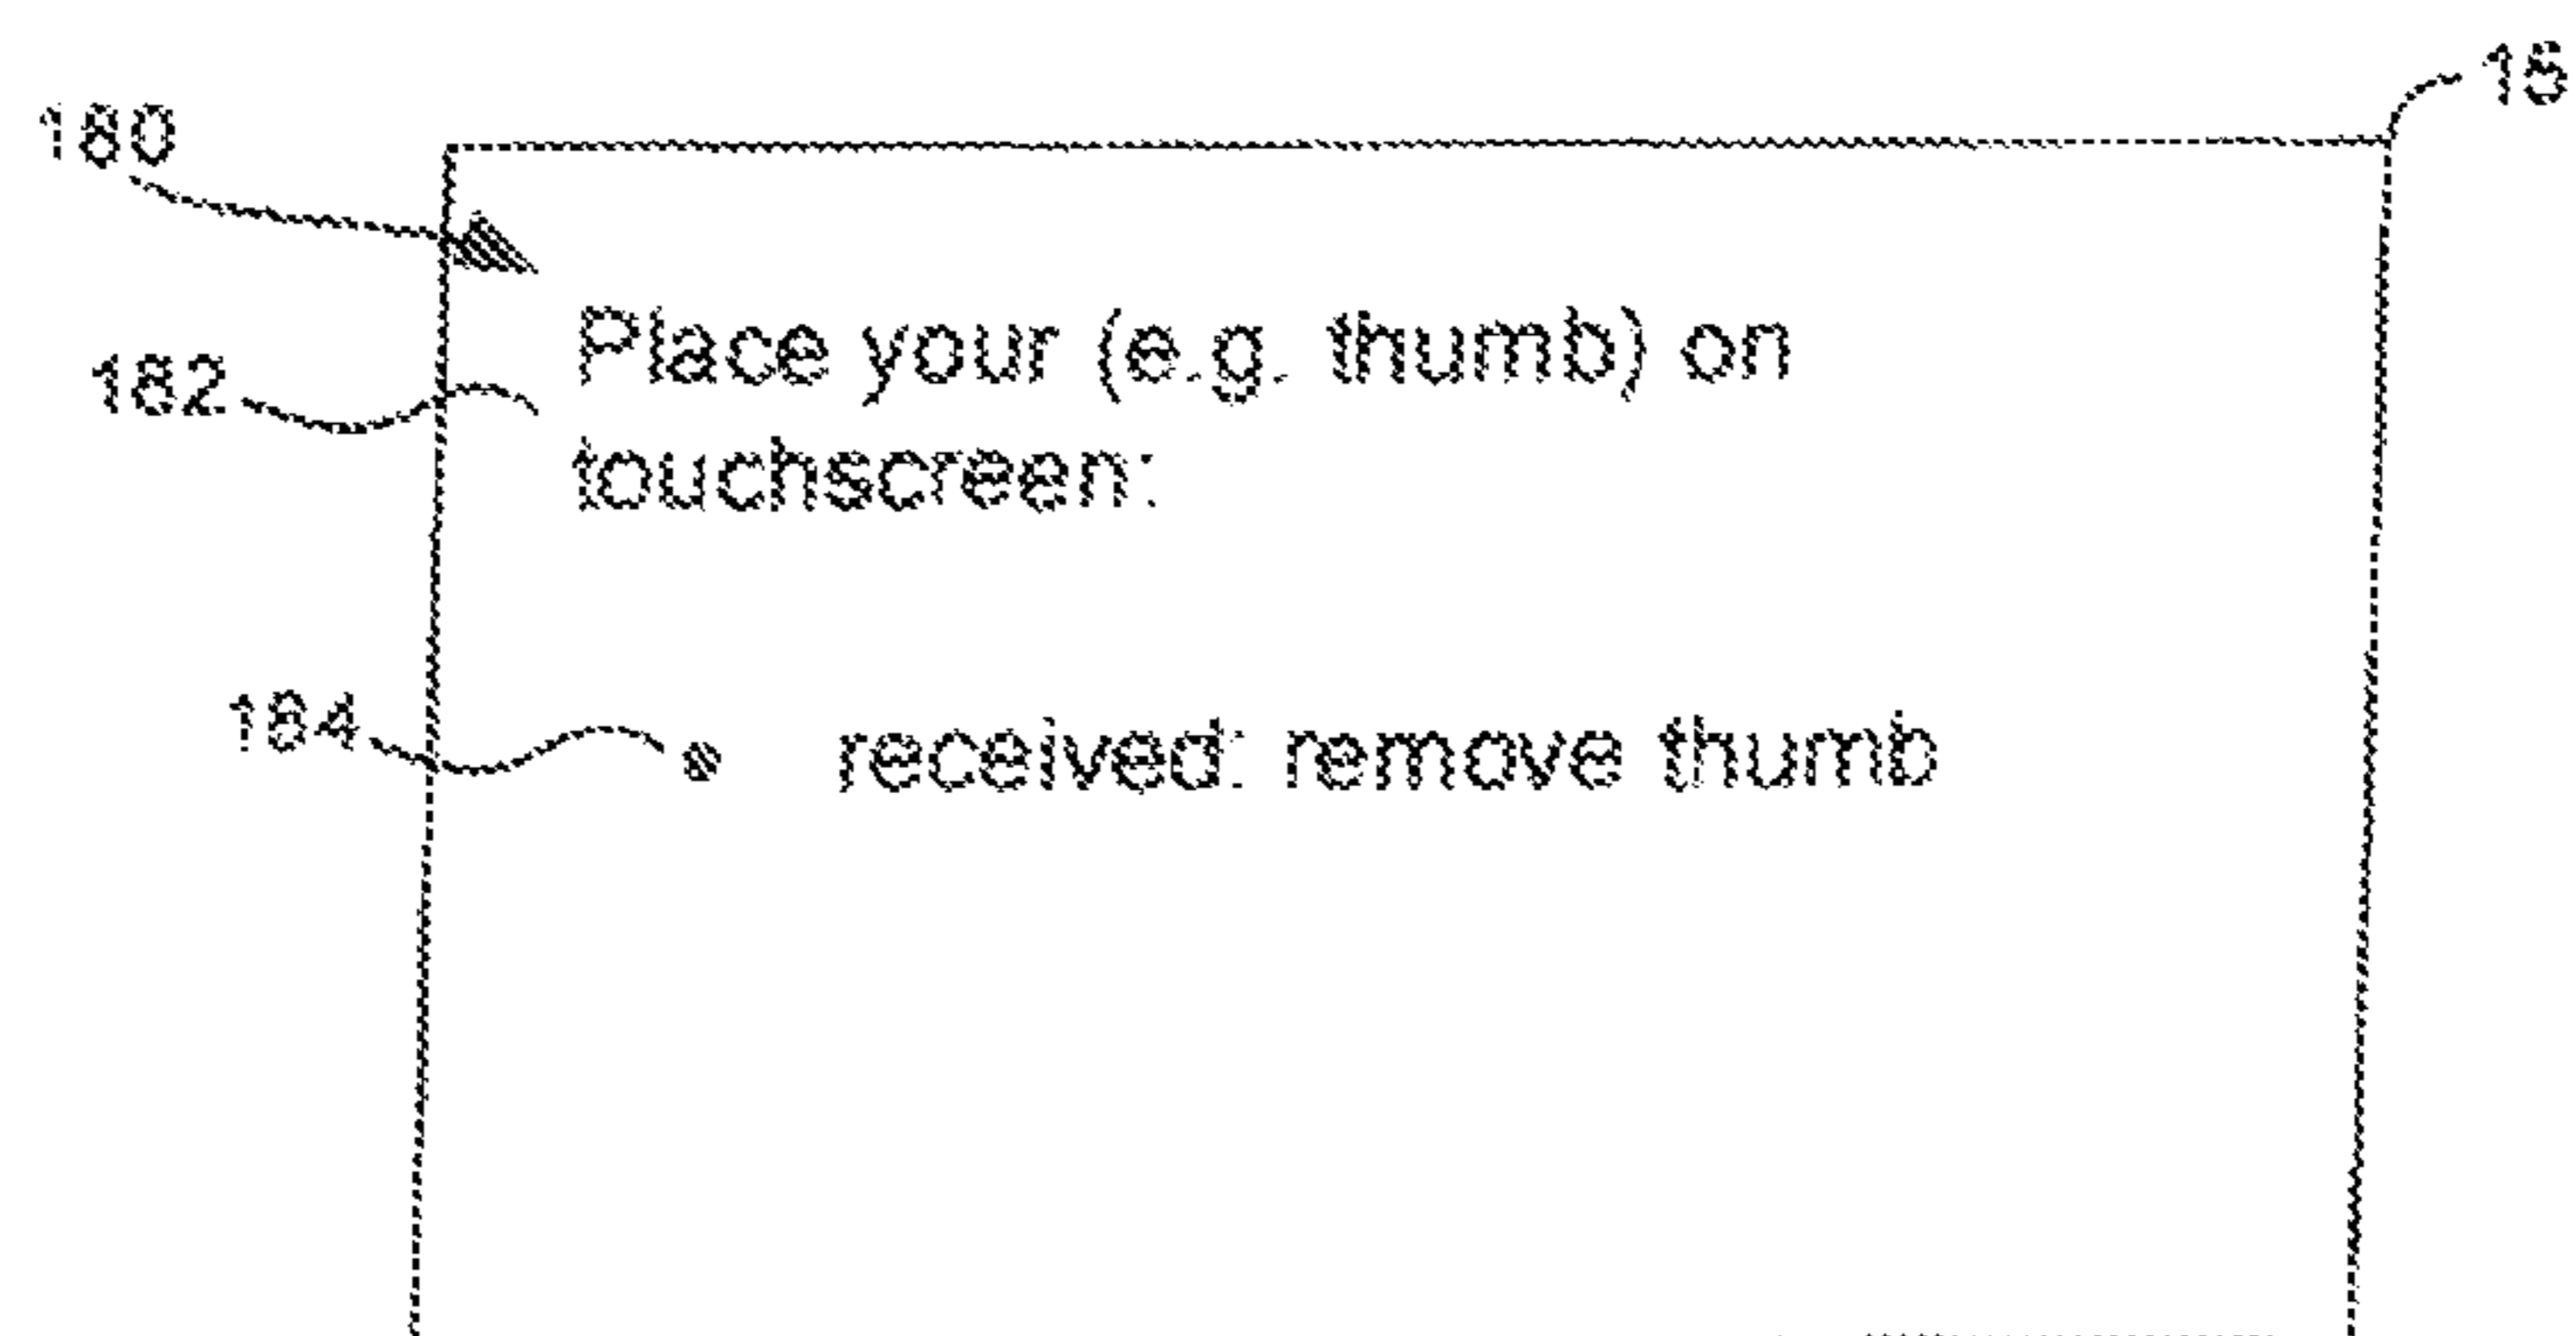 180
Place your (e.g. thumb) on
182
touchscreen:
184
received: remove thumb